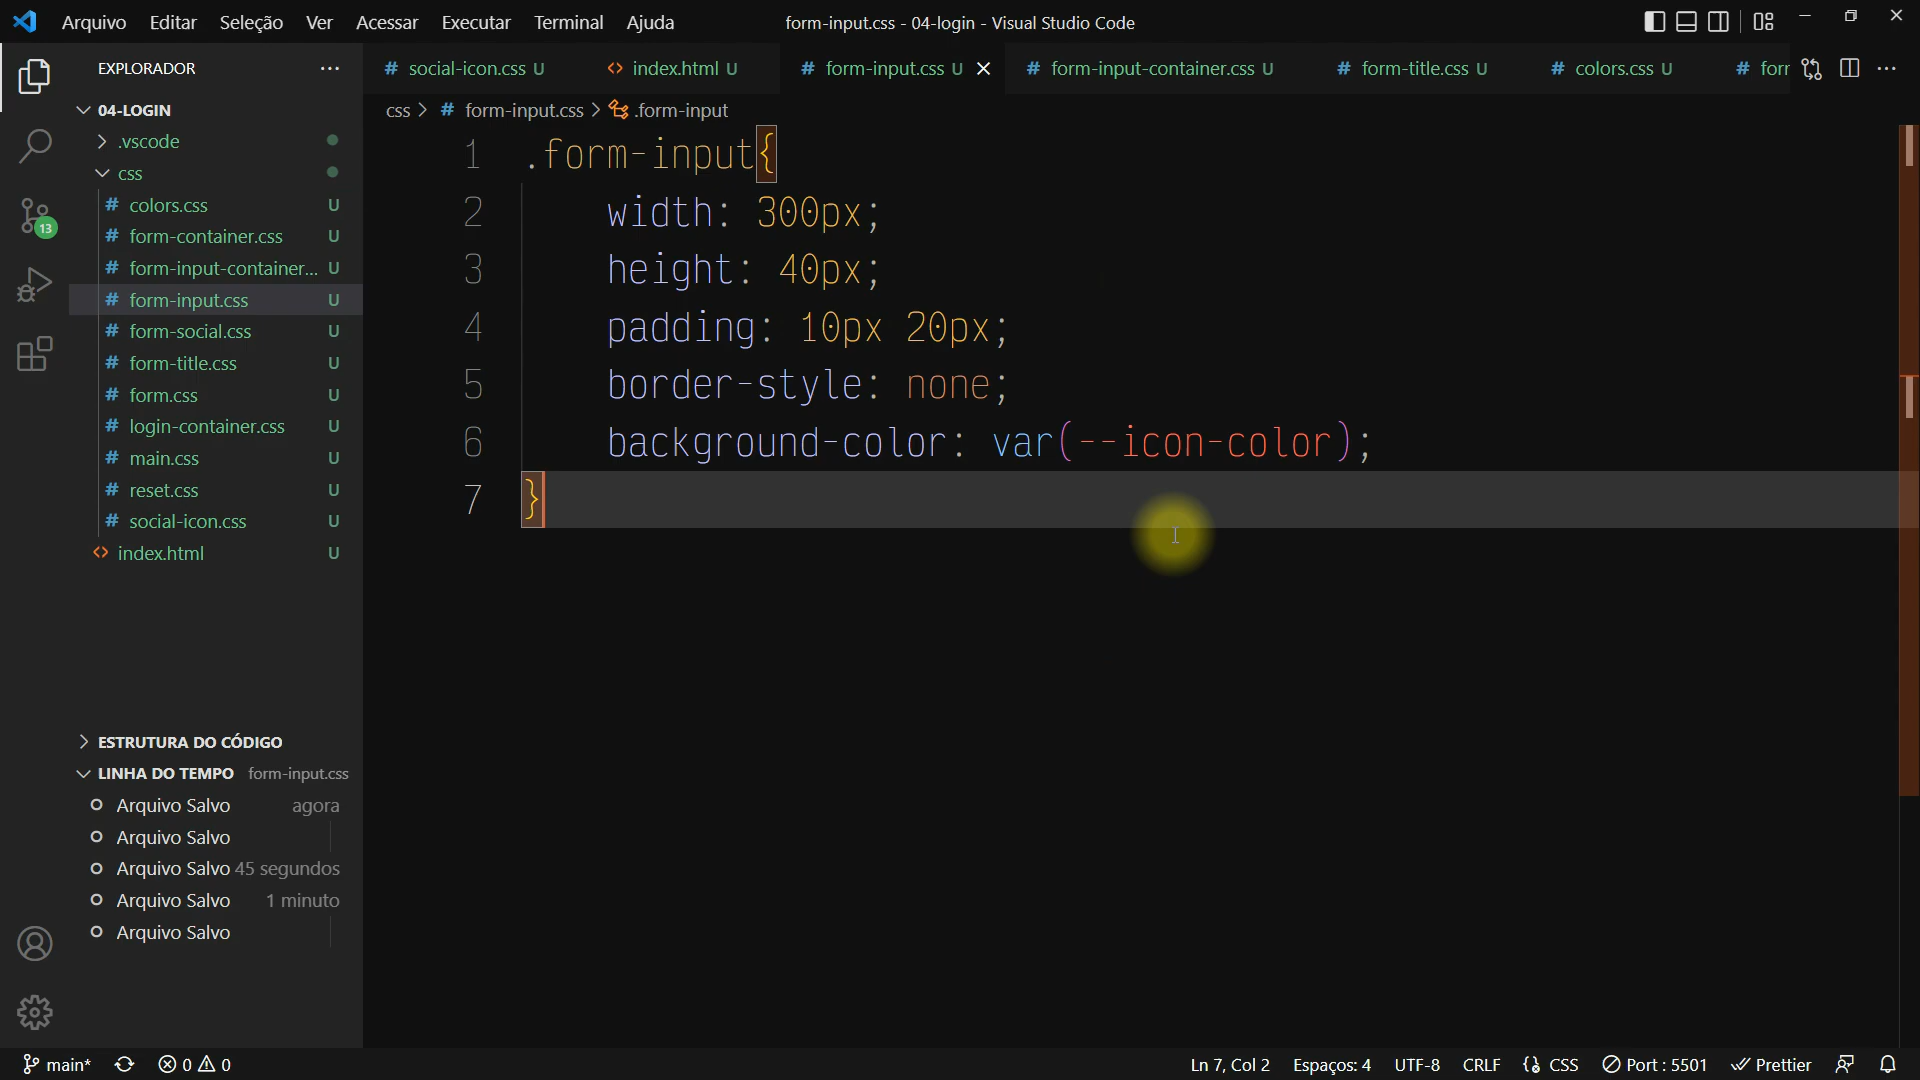 Arquivo Editar Seleção Ver Acessar Executar Terminal Ajuda
form-input.css - 04-login - Visual Studio Code
EXPLORADOR
# social-icon.css U
<> index.html U
# form-input.css U
# form-input-container.css U
# form-title.css U
# colors.css U
# forr
css > # form-input.css > .form-input
04-LOGIN
.vscode
css
# colors.css U
# form-container.css U
# form-input-container... U
# form-input.css U
# form-social.css U
# form-title.css U
# form.css U
# login-container.css U
# main.css U
# reset.css U
# social-icon.css U
<> index.html U
13
1 .form-input{
2 width: 300px;
3 height: 40px;
4 padding: 10px 20px;
5 border-style: none;
6 background-color: var(--icon-color);
7 }
ESTRUTURA DO CÓDIGO
LINHA DO TEMPO form-input.css
Arquivo Salvo agora
Arquivo Salvo
Arquivo Salvo 45 segundos
Arquivo Salvo 1 minuto
Arquivo Salvo
main* 0 0
Ln 7, Col 2 Espaços: 4 UTF-8 CRLF {} CSS Port : 5501 Prettier